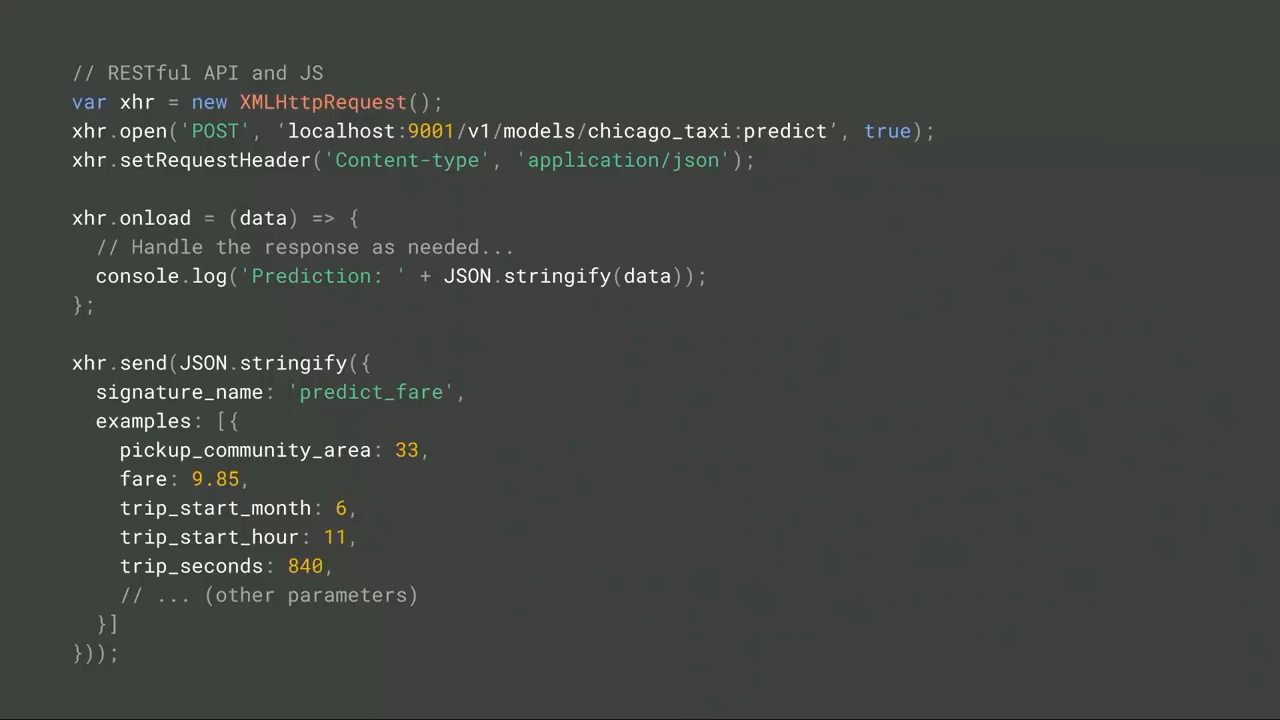 // RESTful API and JS
var xhr = new XMLHttpRequest();
xhr.open('POST', ‘localhost:9001/v1/models/chicago_taxi:predict’, true);
xhr.setRequestHeader('Content-type', 'application/json');
xhr.onload = (data) => {
  // Handle the response as needed...
  console.log('Prediction: ' + JSON.stringify(data));
};
xhr.send(JSON.stringify({
  signature_name: 'predict_fare',
  examples: [{
    pickup_community_area: 33,
    fare: 9.85,
    trip_start_month: 6,
    trip_start_hour: 11,
    trip_seconds: 840,
    // ... (other parameters)
  }]
}));